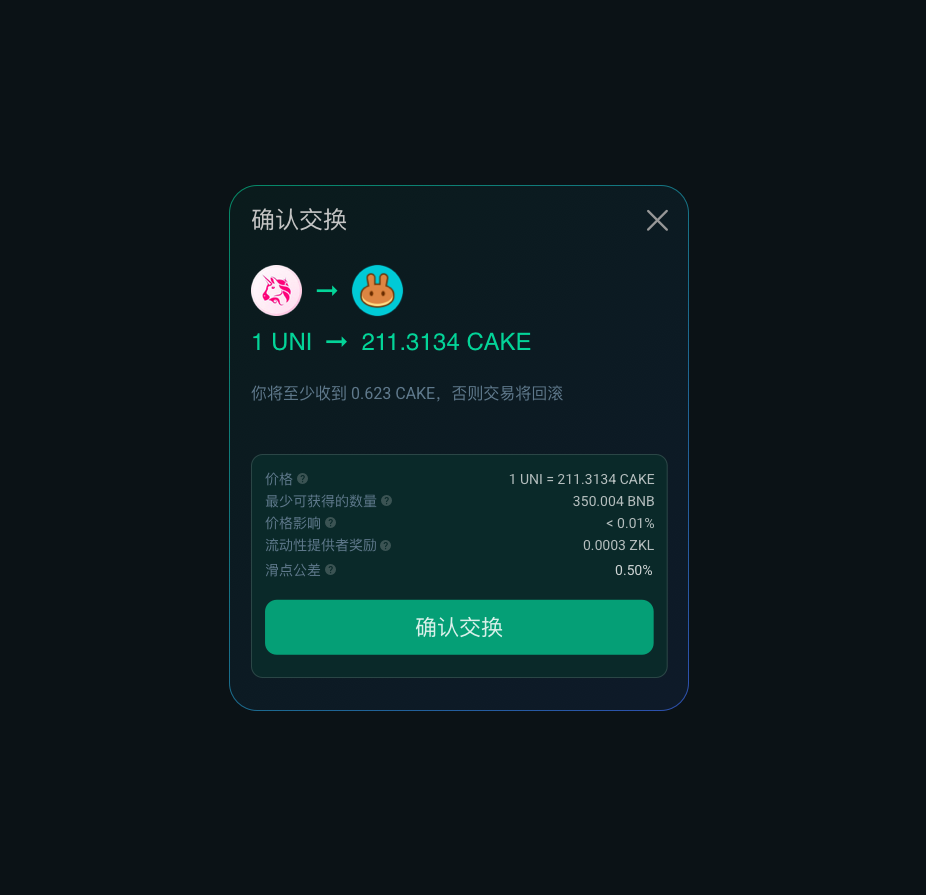 确认交换
1 UNI → 211.3134 CAKE
你将至少收到 0.623 CAKE，否则交易将回滚
价格 1 UNI = 211.3134 CAKE
最少可获得的数量 350.004 BNB
价格影响 < 0.01%
流动性提供者奖励 0.0003 ZKL
滑点公差 0.50%
确认交换